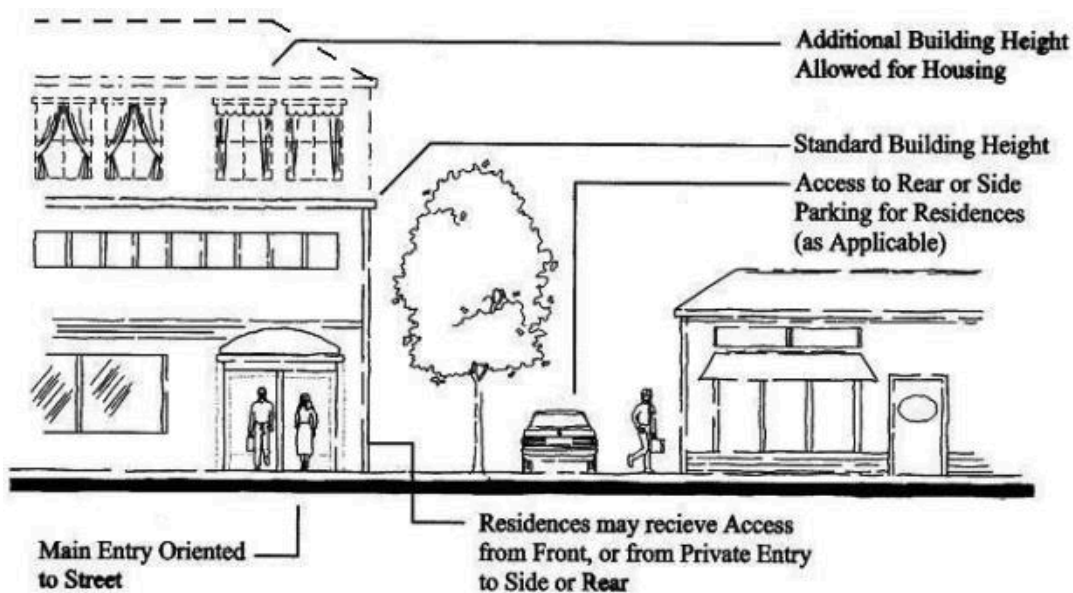 Additional Building Height
Allowed for Housing
Standard Building Height
Access to Rear or Side
Parking for Residences
(as Applicable)
Main Entry Oriented
to Street
Residences may recieve Access
from Front, or from Private Entry
to Side or Rear